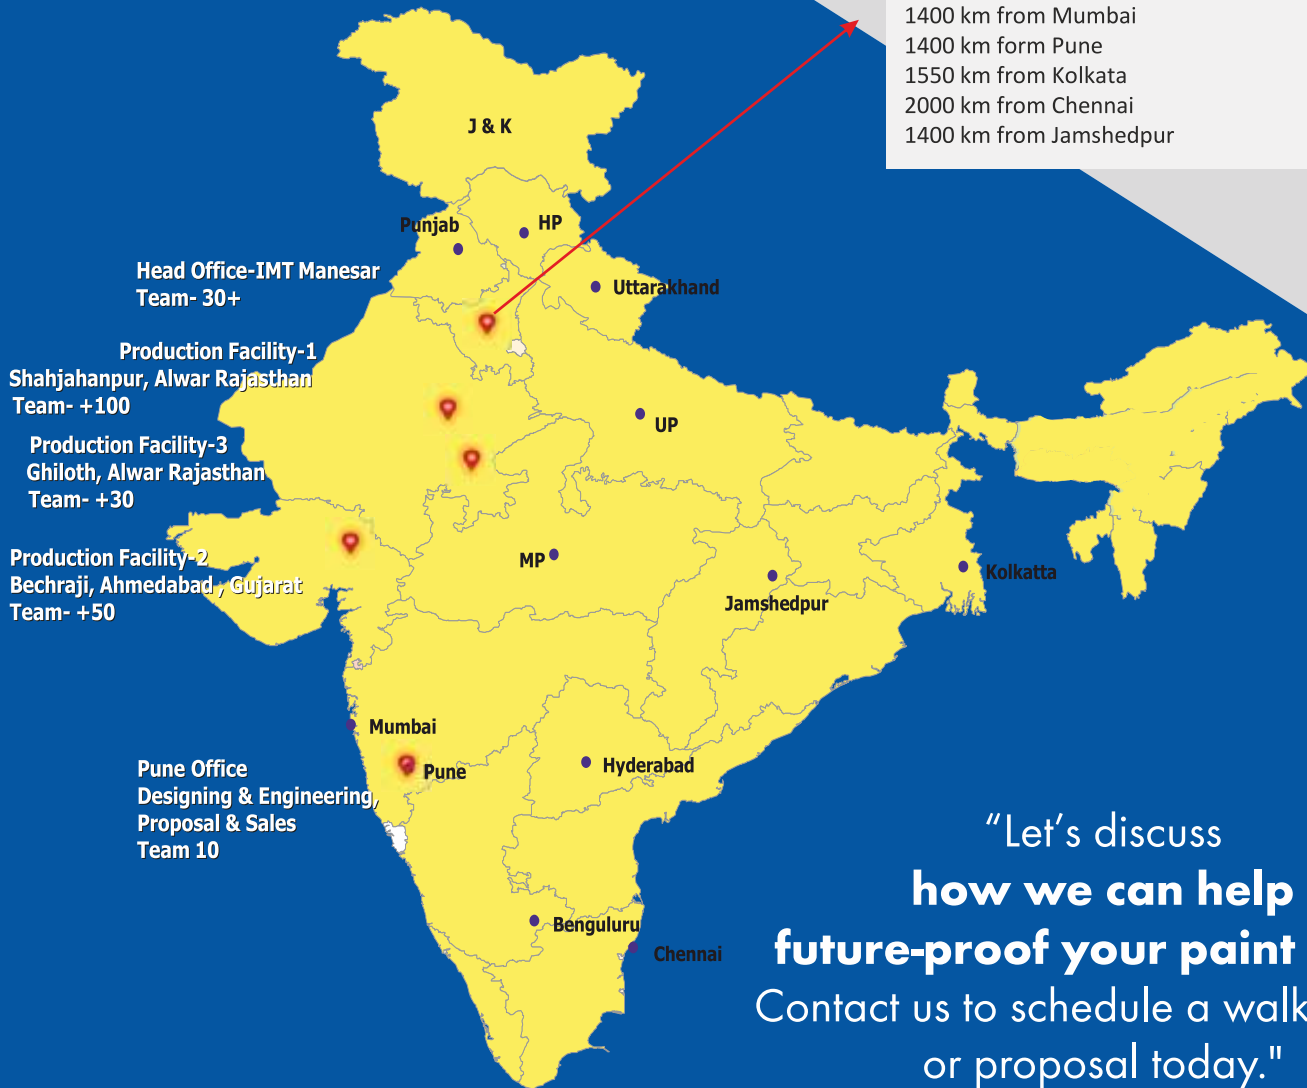 1400 km from Mumbai
1400 km form Pune
1550 km from Kolkata
2000 km from Chennai
1400 km from Jamshedpur
J & K
Punjab
HP
Head Office-IMT Manesar
Team- 30+
Uttarakhand
Production Facility-1
Shahjahanpur, Alwar Rajasthan
Team- +100
UP
Production Facility-3
Ghiloth, Alwar Rajasthan
Team- +30
Production Facility-2
Bechraji, Ahmedabad , Gujarat
Team- +50
MP
Kolkatta
Jamshedpur
Mumbai
Pune
Hyderabad
Pune Office
Designing & Engineering,
Proposal & Sales
Team 10
Benguluru
Chennai
“Let’s discuss
how we can help
future-proof your paint
Contact us to schedule a walk
or proposal today."